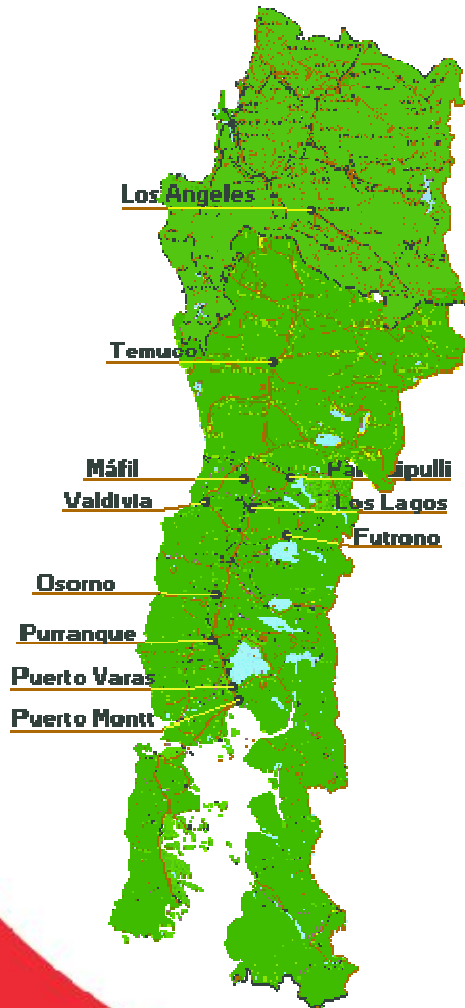 Los Angeles
Temuco
Máfil
Valdivia
Los Lagos
Futrono
Osorno
Purranque
Puerto Varas
Puerto Montt